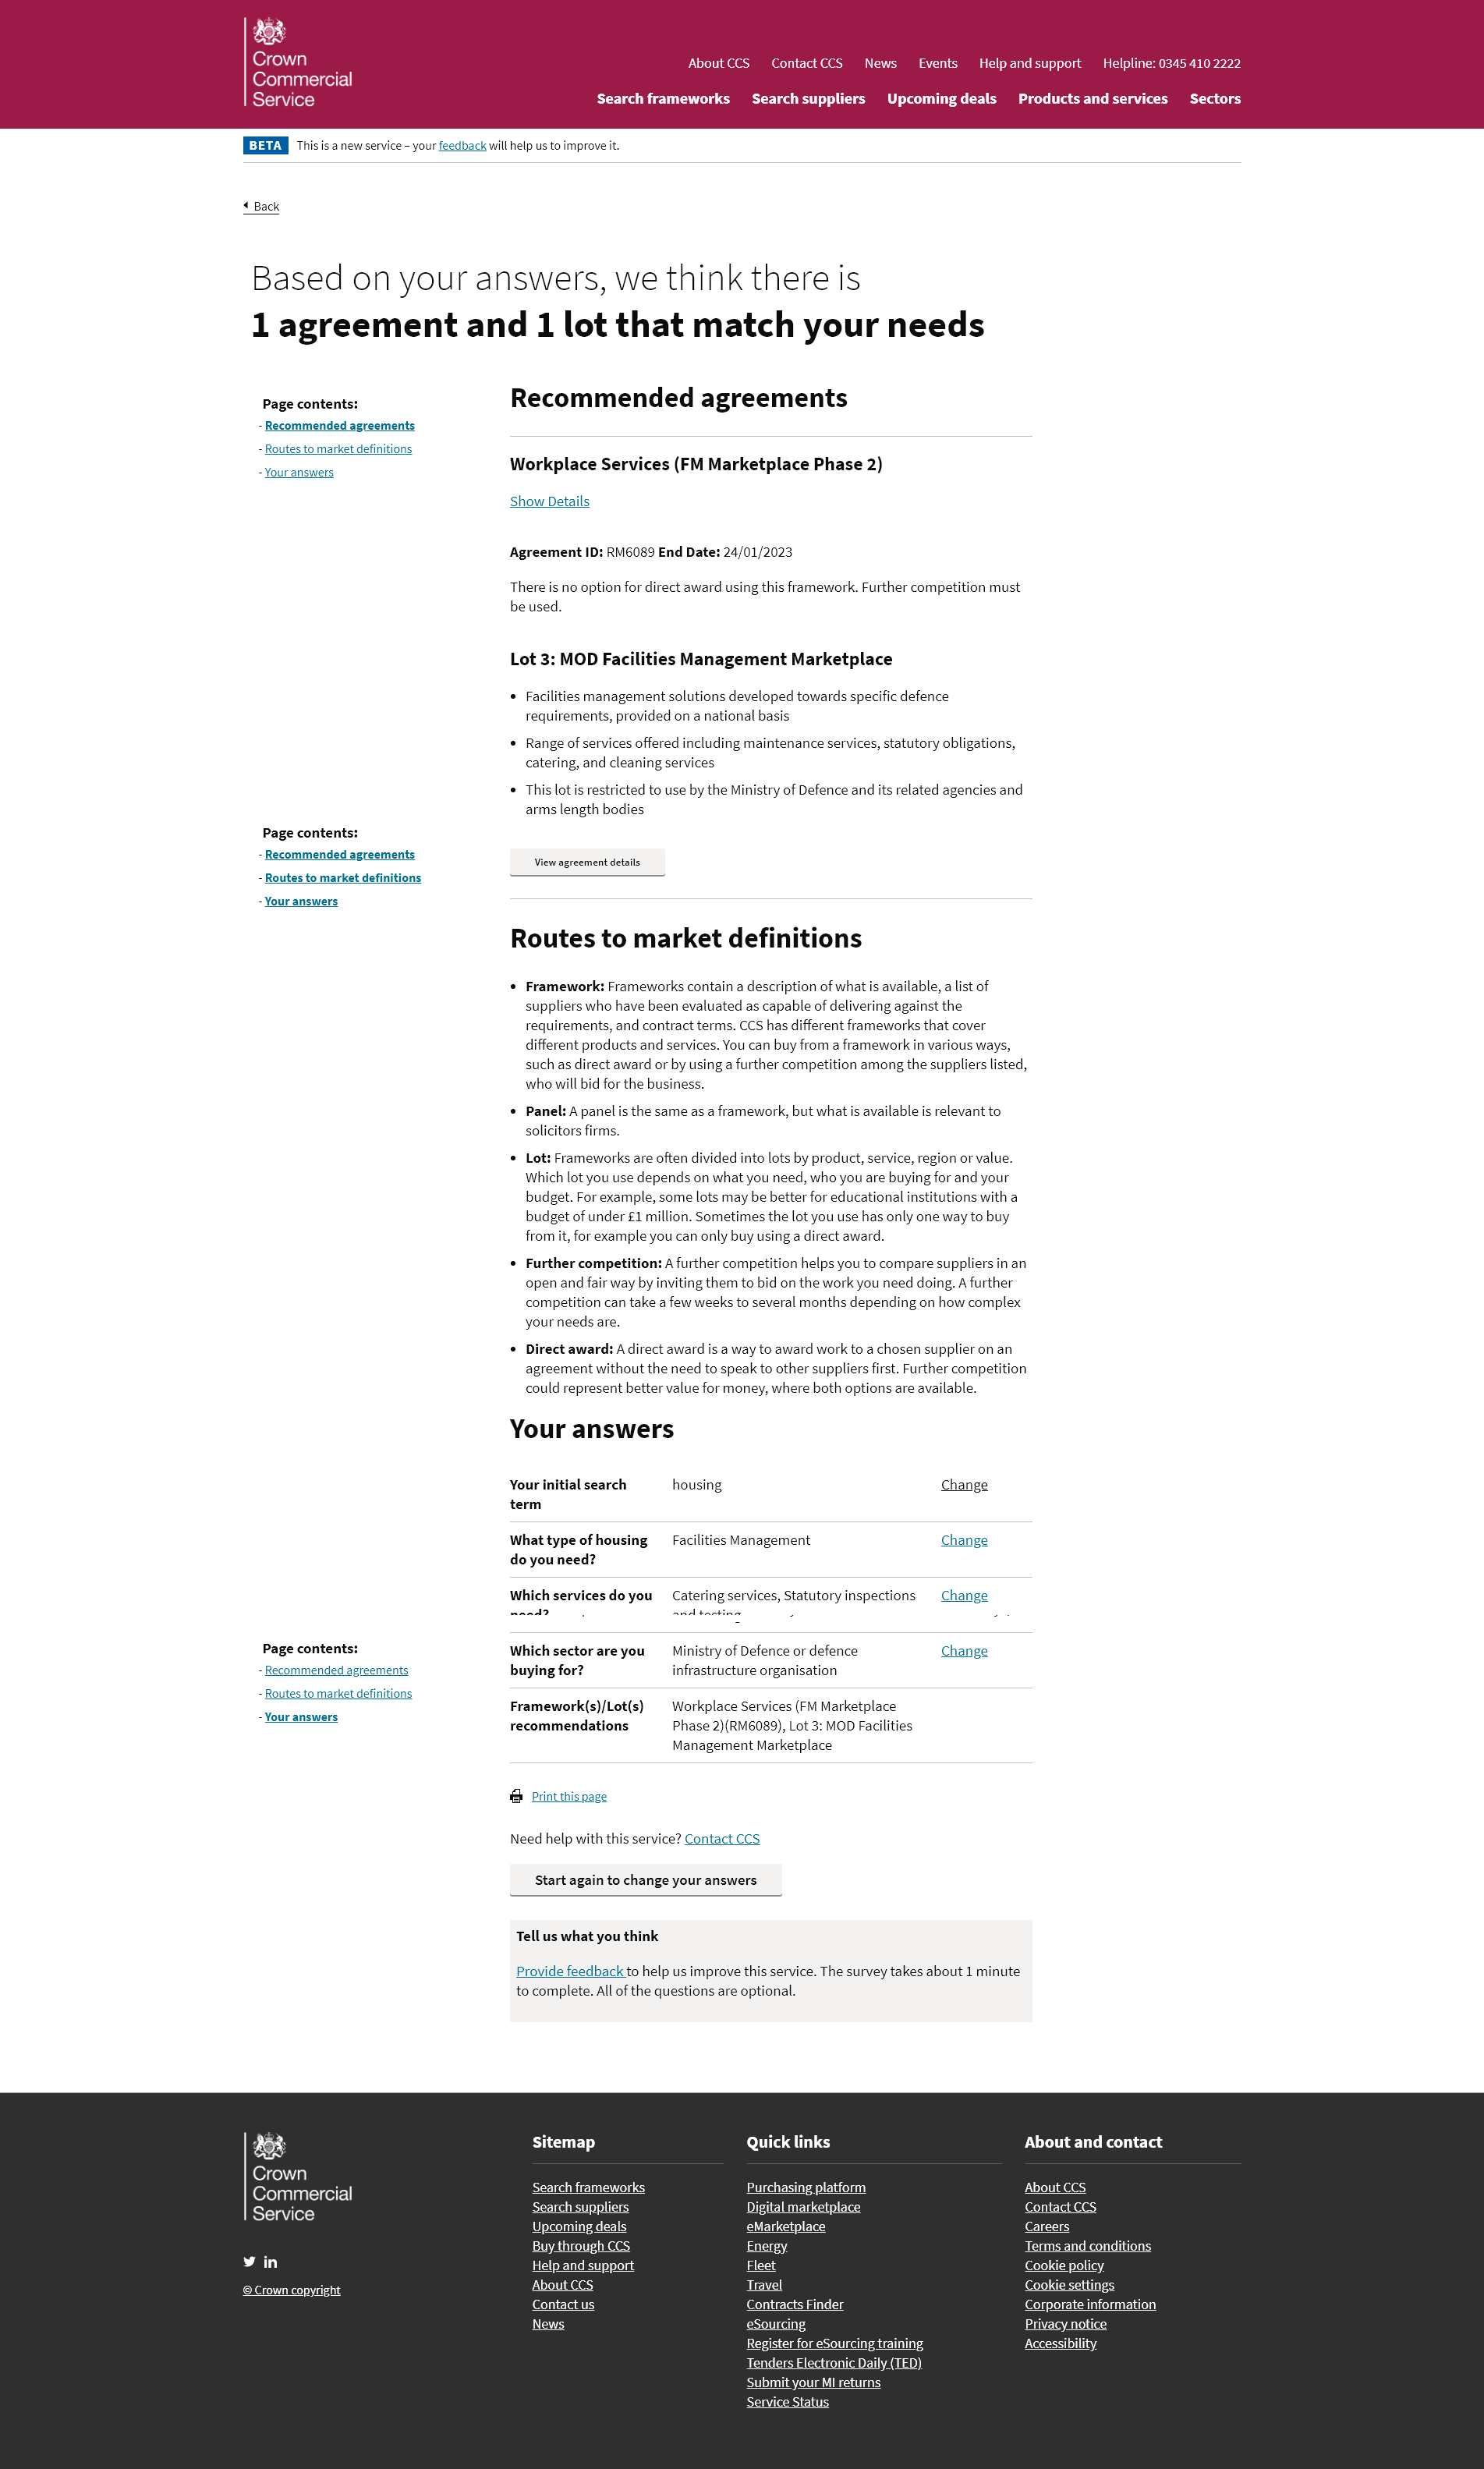 Crown
Commercial
Service
About CCS Contact CCS News Events Help and support Helpline: 0345 410 2222
Search frameworks Search suppliers Upcoming deals Products and services Sectors
BETA This is a new service – your feedback will help us to improve it.
Back
Based on your answers, we think there is
1 agreement and 1 lot that match your needs
Page contents:
- Recommended agreements
- Routes to market definitions
- Your answers
Recommended agreements
Workplace Services (FM Marketplace Phase 2)
Show Details
Agreement ID: RM6089 End Date: 24/01/2023
There is no option for direct award using this framework. Further competition must
be used.
Lot 3: MOD Facilities Management Marketplace
• Facilities management solutions developed towards specific defence
requirements, provided on a national basis
• Range of services offered including maintenance services, statutory obligations,
catering, and cleaning services
• This lot is restricted to use by the Ministry of Defence and its related agencies and
arms length bodies
View agreement details
Page contents:
- Recommended agreements
- Routes to market definitions
- Your answers
Routes to market definitions
• Framework: Frameworks contain a description of what is available, a list of
suppliers who have been evaluated as capable of delivering against the
requirements, and contract terms. CCS has different frameworks that cover
different products and services. You can buy from a framework in various ways,
such as direct award or by using a further competition among the suppliers listed,
who will bid for the business.
• Panel: A panel is the same as a framework, but what is available is relevant to
solicitors firms.
• Lot: Frameworks are often divided into lots by product, service, region or value.
Which lot you use depends on what you need, who you are buying for and your
budget. For example, some lots may be better for educational institutions with a
budget of under £1 million. Sometimes the lot you use has only one way to buy
from it, for example you can only buy using a direct award.
• Further competition: A further competition helps you to compare suppliers in an
open and fair way by inviting them to bid on the work you need doing. A further
competition can take a few weeks to several months depending on how complex
your needs are.
• Direct award: A direct award is a way to award work to a chosen supplier on an
agreement without the need to speak to other suppliers first. Further competition
could represent better value for money, where both options are available.
Your answers
Your initial search housing Change
term
What type of housing Facilities Management Change
do you need?
Which services do you Catering services, Statutory inspections Change
need? and testing
Page contents:
- Recommended agreements
- Routes to market definitions
- Your answers
Which sector are you Ministry of Defence or defence Change
buying for? infrastructure organisation
Framework(s)/Lot(s) Workplace Services (FM Marketplace
recommendations Phase 2)(RM6089), Lot 3: MOD Facilities
Management Marketplace
Print this page
Need help with this service? Contact CCS
Start again to change your answers
Tell us what you think
Provide feedback to help us improve this service. The survey takes about 1 minute
to complete. All of the questions are optional.
Crown
Commercial
Service
© Crown copyright
Sitemap
Search frameworks
Search suppliers
Upcoming deals
Buy through CCS
Help and support
About CCS
Contact us
News
Quick links
Purchasing platform
Digital marketplace
eMarketplace
Energy
Fleet
Travel
Contracts Finder
eSourcing
Register for eSourcing training
Tenders Electronic Daily (TED)
Submit your MI returns
Service Status
About and contact
About CCS
Contact CCS
Careers
Terms and conditions
Cookie policy
Cookie settings
Corporate information
Privacy notice
Accessibility